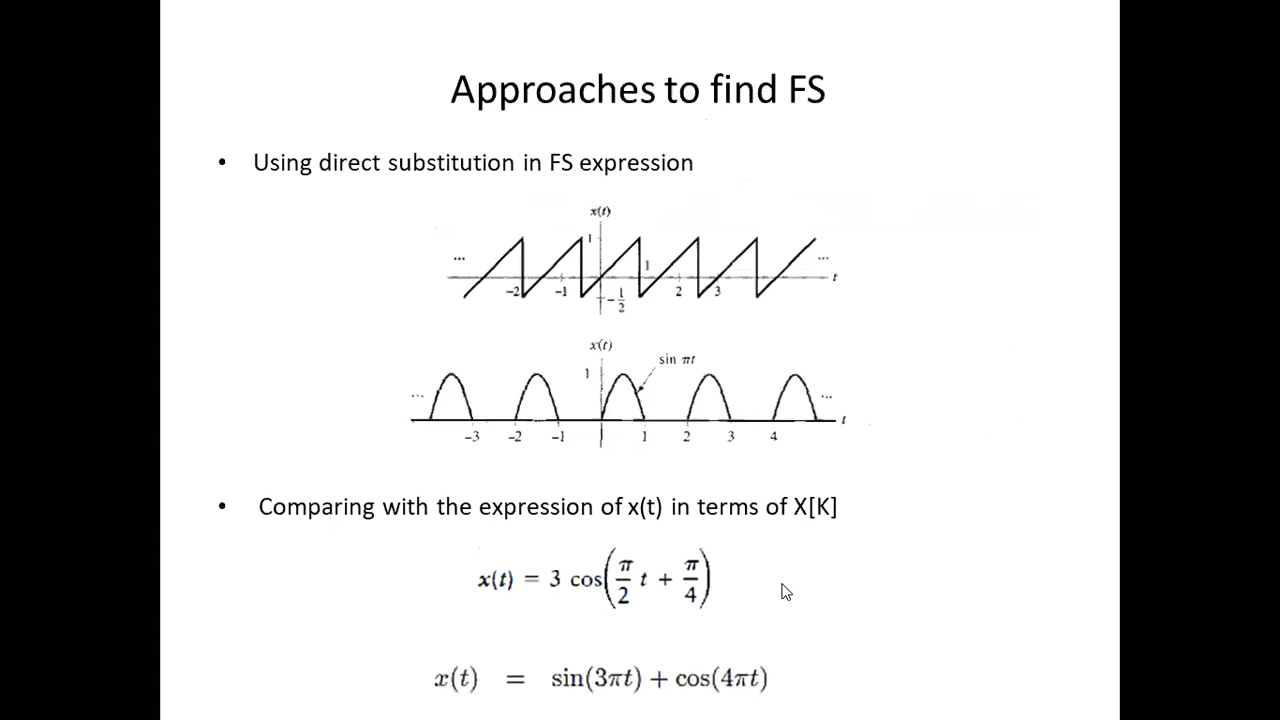 Approaches to find FS
• Using direct substitution in FS expression
x(t)
1
... ...
1
t
−2 −1 −1/2 2 3
x(t)
sin πt
1
... ...
−3 −2 −1 1 2 3 4 t
• Comparing with the expression of x(t) in terms of X[K]
x(t) = 3 cos(π/2 t + π/4)
x(t) = sin(3πt) + cos(4πt)